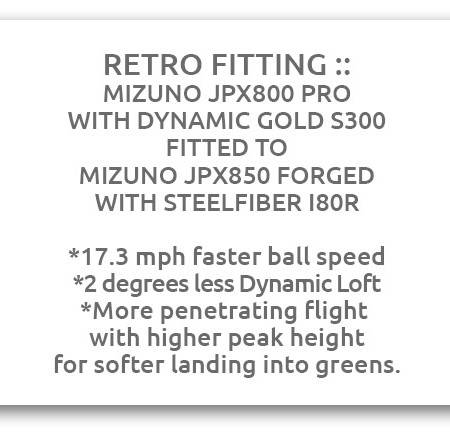 RETRO FITTING ::
MIZUNO JPX800 PRO
WITH DYNAMIC GOLD S300
FITTED TO
MIZUNO JPX850 FORGED
WITH STEELFIBER I80R
*17.3 mph faster ball speed
*2 degrees less Dynamic Loft
*More penetrating flight
with higher peak height
for softer landing into greens.